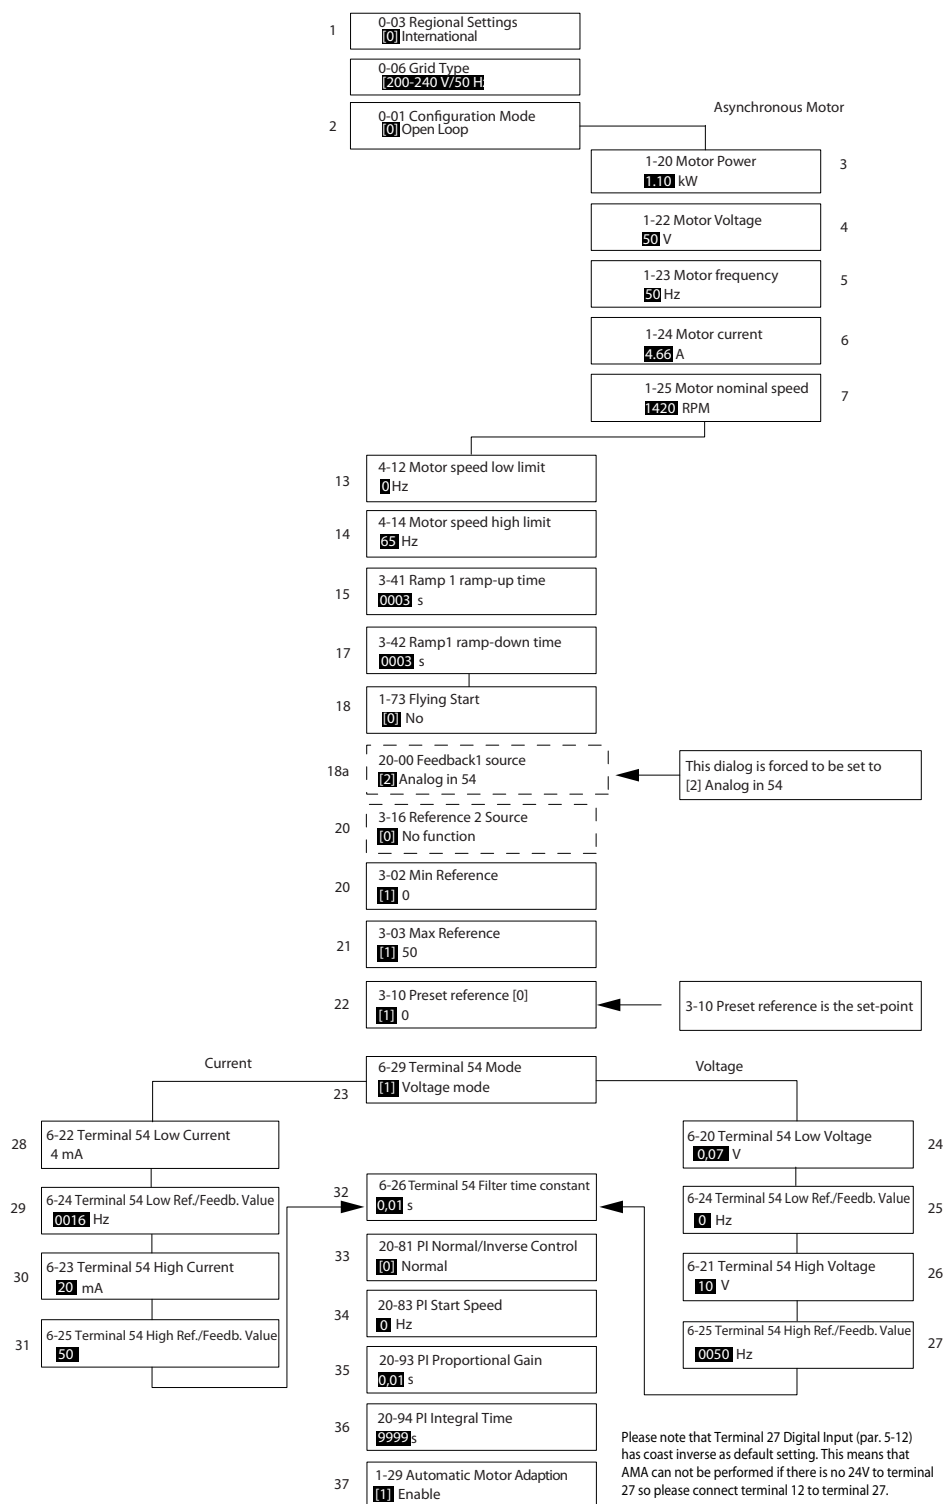 1
0-03 Regional Settings
[0] International
0-06 Grid Type
[200-240 V/50 H
2
0-01 Configuration Mode
[0] Open Loop
Asynchronous Motor
1-20 Motor Power
1.10 kW
3
1-22 Motor Voltage
50 V
4
1-23 Motor frequency
50 Hz
5
1-24 Motor current
4.66 A
6
1-25 Motor nominal speed
1420 RPM
7
13
4-12 Motor speed low limit
0 Hz
14
4-14 Motor speed high limit
65 Hz
15
3-41 Ramp 1 ramp-up time
0003 s
17
3-42 Ramp1 ramp-down time
0003 s
18
1-73 Flying Start
[0] No
18a
20-00 Feedback1 source
[2] Analog in 54
This dialog is forced to be set to
[2] Analog in 54
20
3-16 Reference 2 Source
[0] No function
20
3-02 Min Reference
[1] 0
21
3-03 Max Reference
[1] 50
22
3-10 Preset reference [0]
[1] 0
3-10 Preset reference is the set-point
Current
23
6-29 Terminal 54 Mode
[1] Voltage mode
Voltage
28
6-22 Terminal 54 Low Current
4 mA
29
6-24 Terminal 54 Low Ref./Feedb. Value
0016 Hz
30
6-23 Terminal 54 High Current
20 mA
31
6-25 Terminal 54 High Ref./Feedb. Value
50
6-20 Terminal 54 Low Voltage
0,07 V
24
6-24 Terminal 54 Low Ref./Feedb. Value
0 Hz
25
6-21 Terminal 54 High Voltage
10 V
26
6-25 Terminal 54 High Ref./Feedb. Value
0050 Hz
27
32
6-26 Terminal 54 Filter time constant
0,01 s
33
20-81 PI Normal/Inverse Control
[0] Normal
34
20-83 PI Start Speed
0 Hz
35
20-93 PI Proportional Gain
0,01 s
36
20-94 PI Integral Time
9999 s
37
1-29 Automatic Motor Adaption
[1] Enable
Please note that Terminal 27 Digital Input (par. 5-12)
has coast inverse as default setting. This means that
AMA can not be performed if there is no 24V to terminal
27 so please connect terminal 12 to terminal 27.